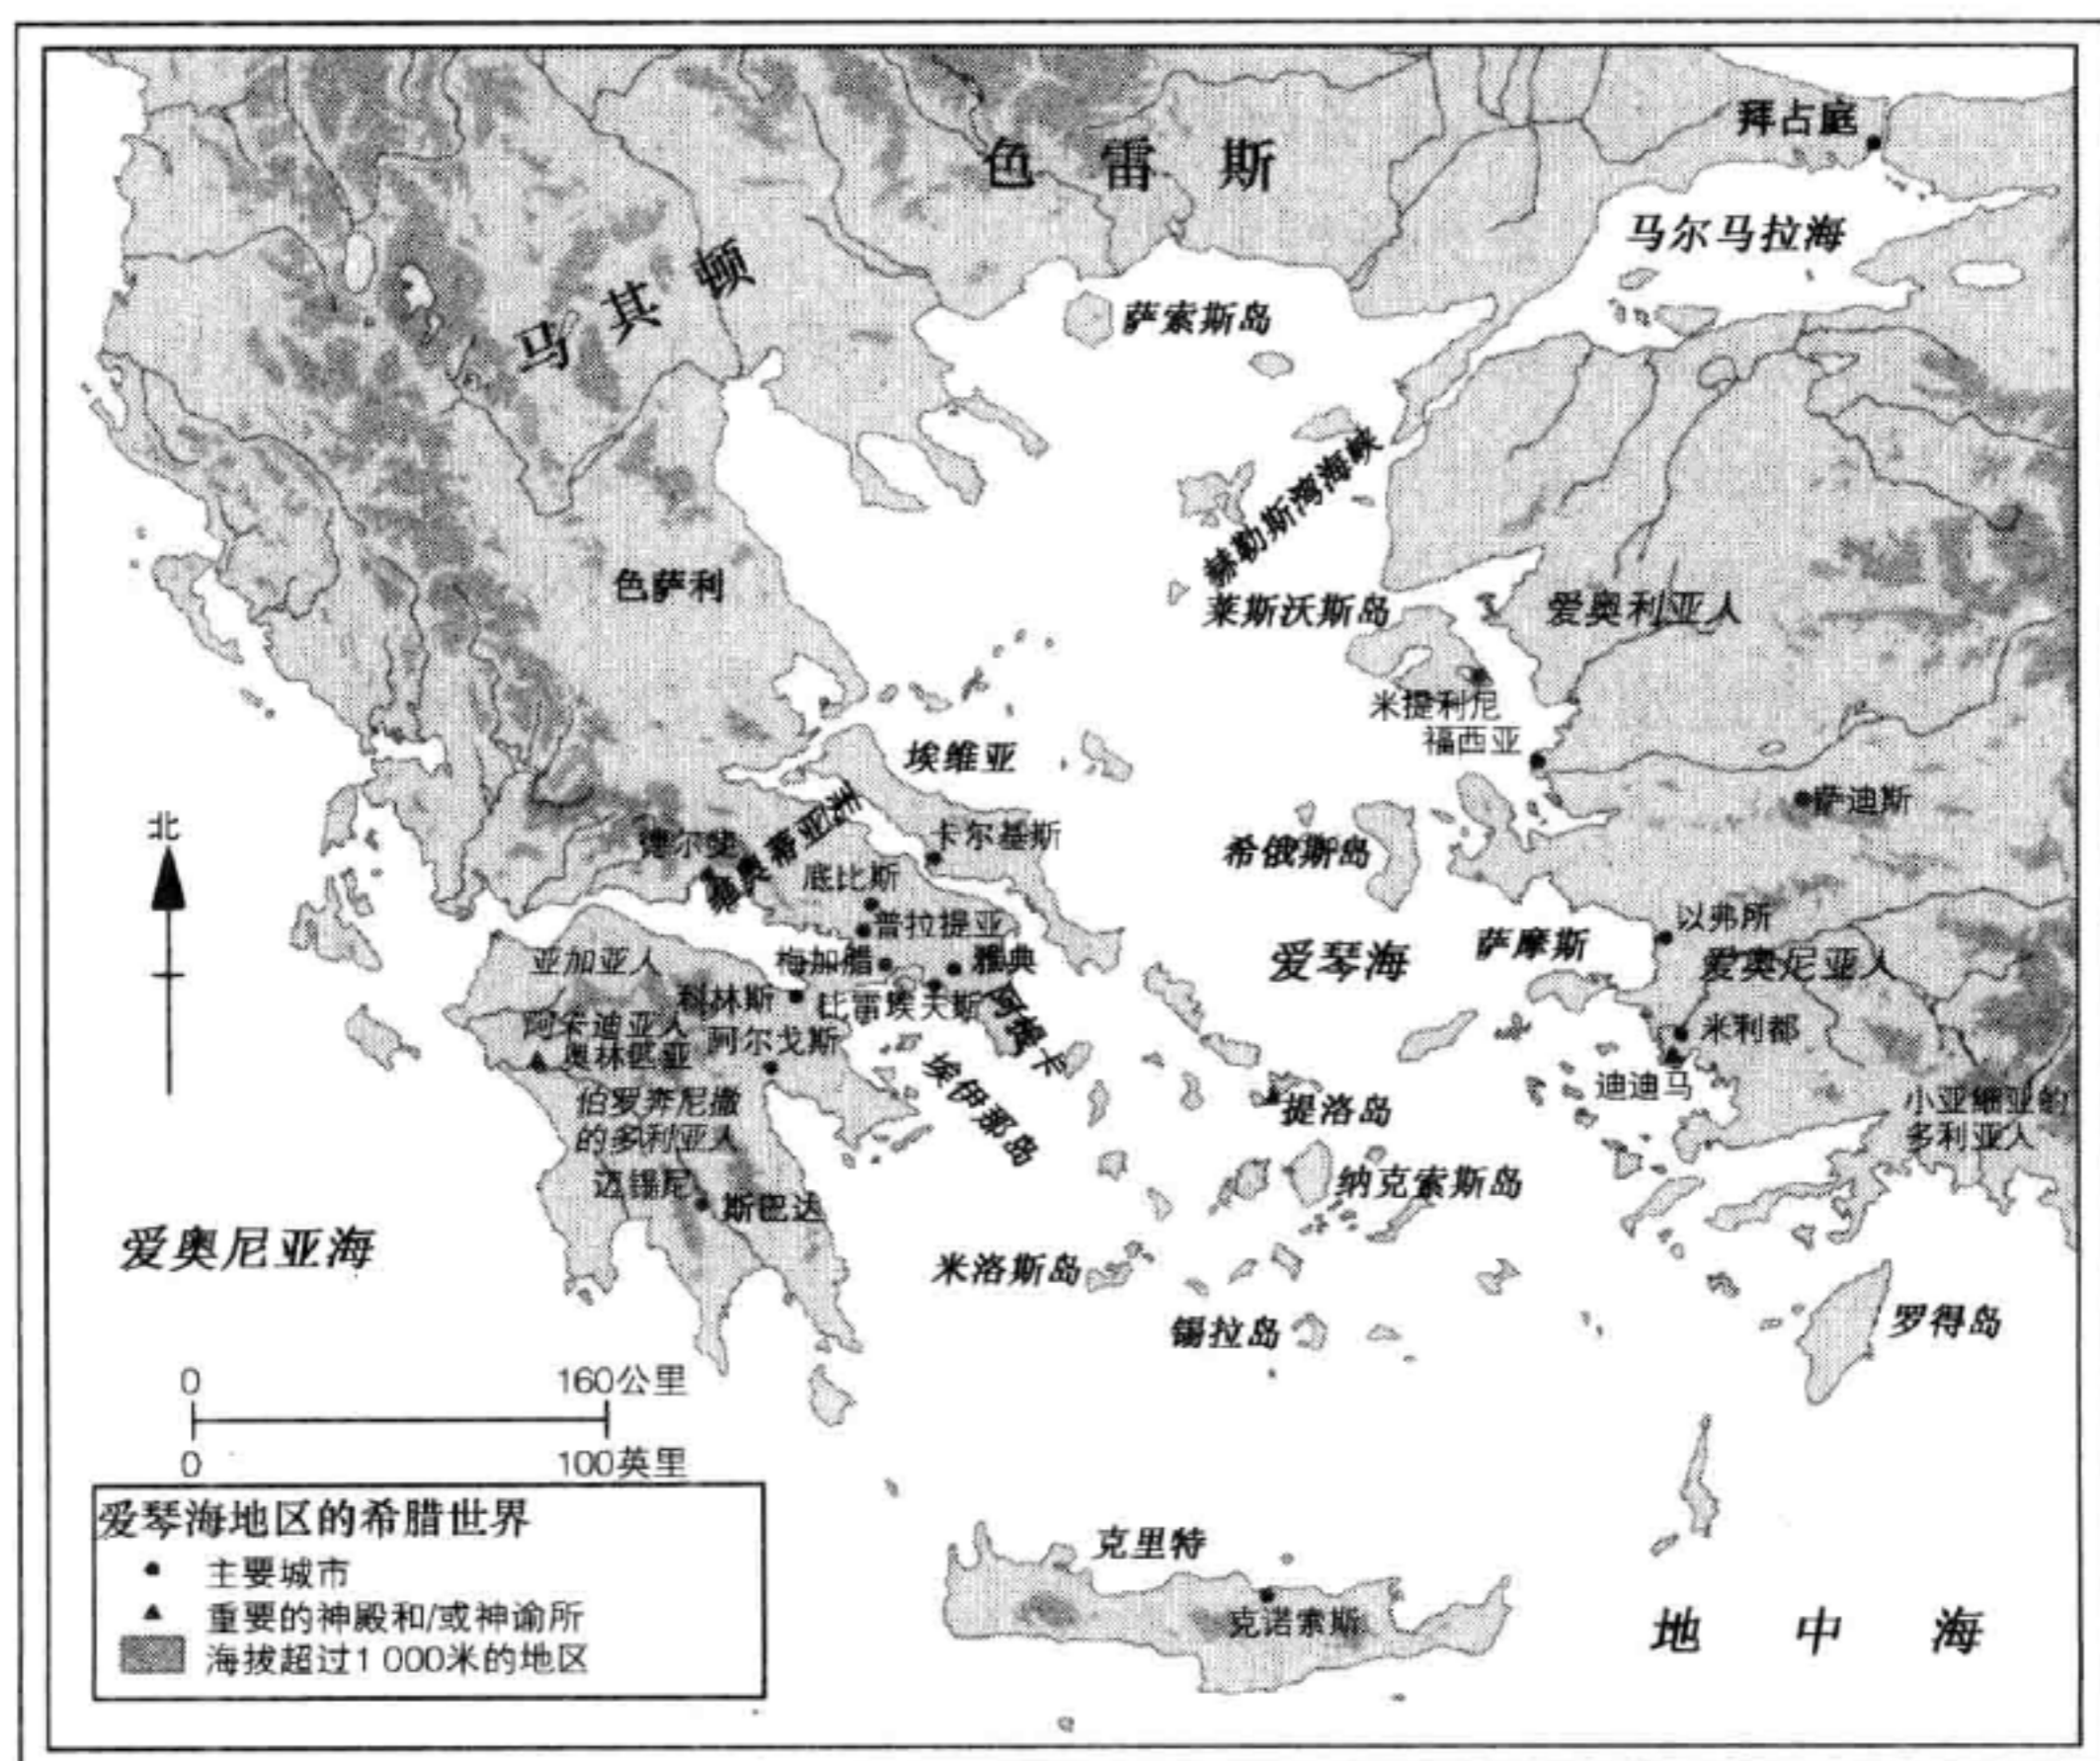 拜占庭
色雷斯
马尔马拉海
马其顿
萨索斯岛
赫勒斯湾海峡
色萨利
莱斯沃斯岛
爱奥利亚人
米提利尼
福西亚
埃维亚
萨迪斯
北
卡尔基斯
希俄斯岛
底比斯
普拉提亚
以弗所
爱琴海
萨摩斯
亚加亚人
梅加腊
雅典
爱奥尼亚人
科林斯
比雷埃夫斯
阿提卡
阿卡迪亚人
阿尔戈斯
米利都
奥林匹亚
埃伊那岛
迪迪马
提洛岛
伯罗奔尼撒
的多利亚人
小亚细亚的
多利亚人
迈锡尼
斯巴达
纳克索斯岛
爱奥尼亚海
米洛斯岛
锡拉岛
罗得岛
0 160公里
0 100英里
爱琴海地区的希腊世界
主要城市
重要的神殿和/或神谕所
海拔超过1 000米的地区
克里特
克诺索斯
地中海